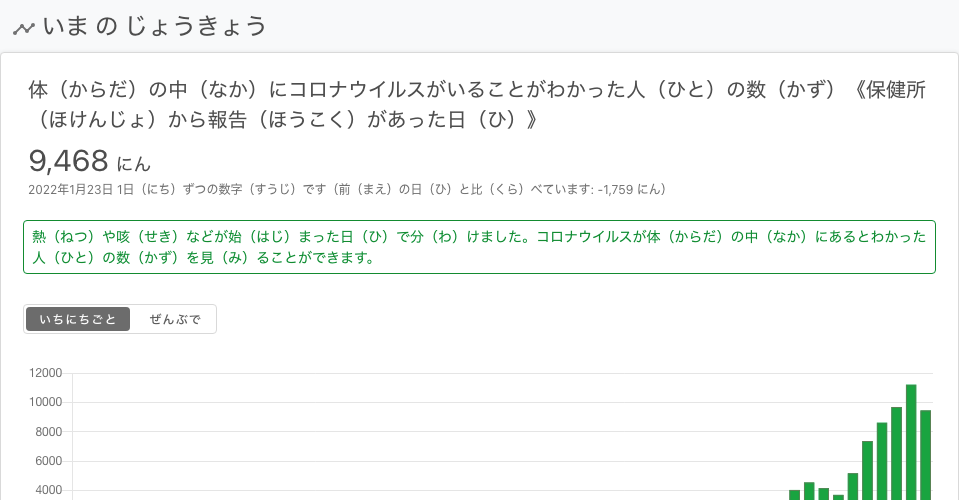 いま の じょうきょう
体（からだ）の中（なか）にコロナウイルスがいることがわかった人（ひと）の数（かず）《保健所
（ほけんじょ）から報告（ほうこく）があった日（ひ）》
9,468 にん
2022年1月23日 1日（にち）ずつの数字（すうじ）です（前（まえ）の日（ひ）と比（くら）べています: -1,759 にん）
熱（ねつ）や咳（せき）などが始（はじ）まった日（ひ）で分（わ）けました。コロナウイルスが体（からだ）の中（なか）にあるとわかった
人（ひと）の数（かず）を見（み）ることができます。
いちにちごと ぜんぶで
12000
10000
8000
6000
4000